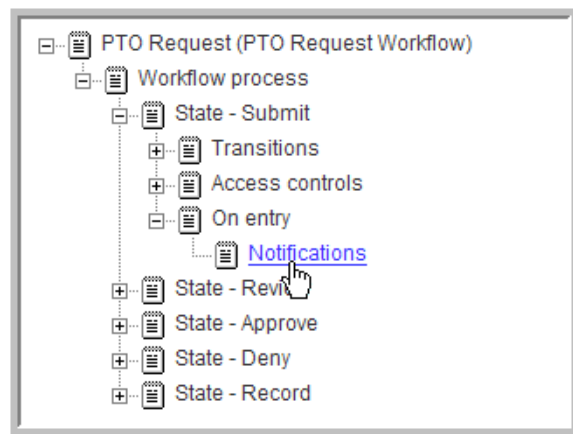 PTO Request (PTO Request Workflow)
Workflow process
State - Submit
Transitions
Access controls
On entry
Notifications
State - Review
State - Approve
State - Deny
State - Record